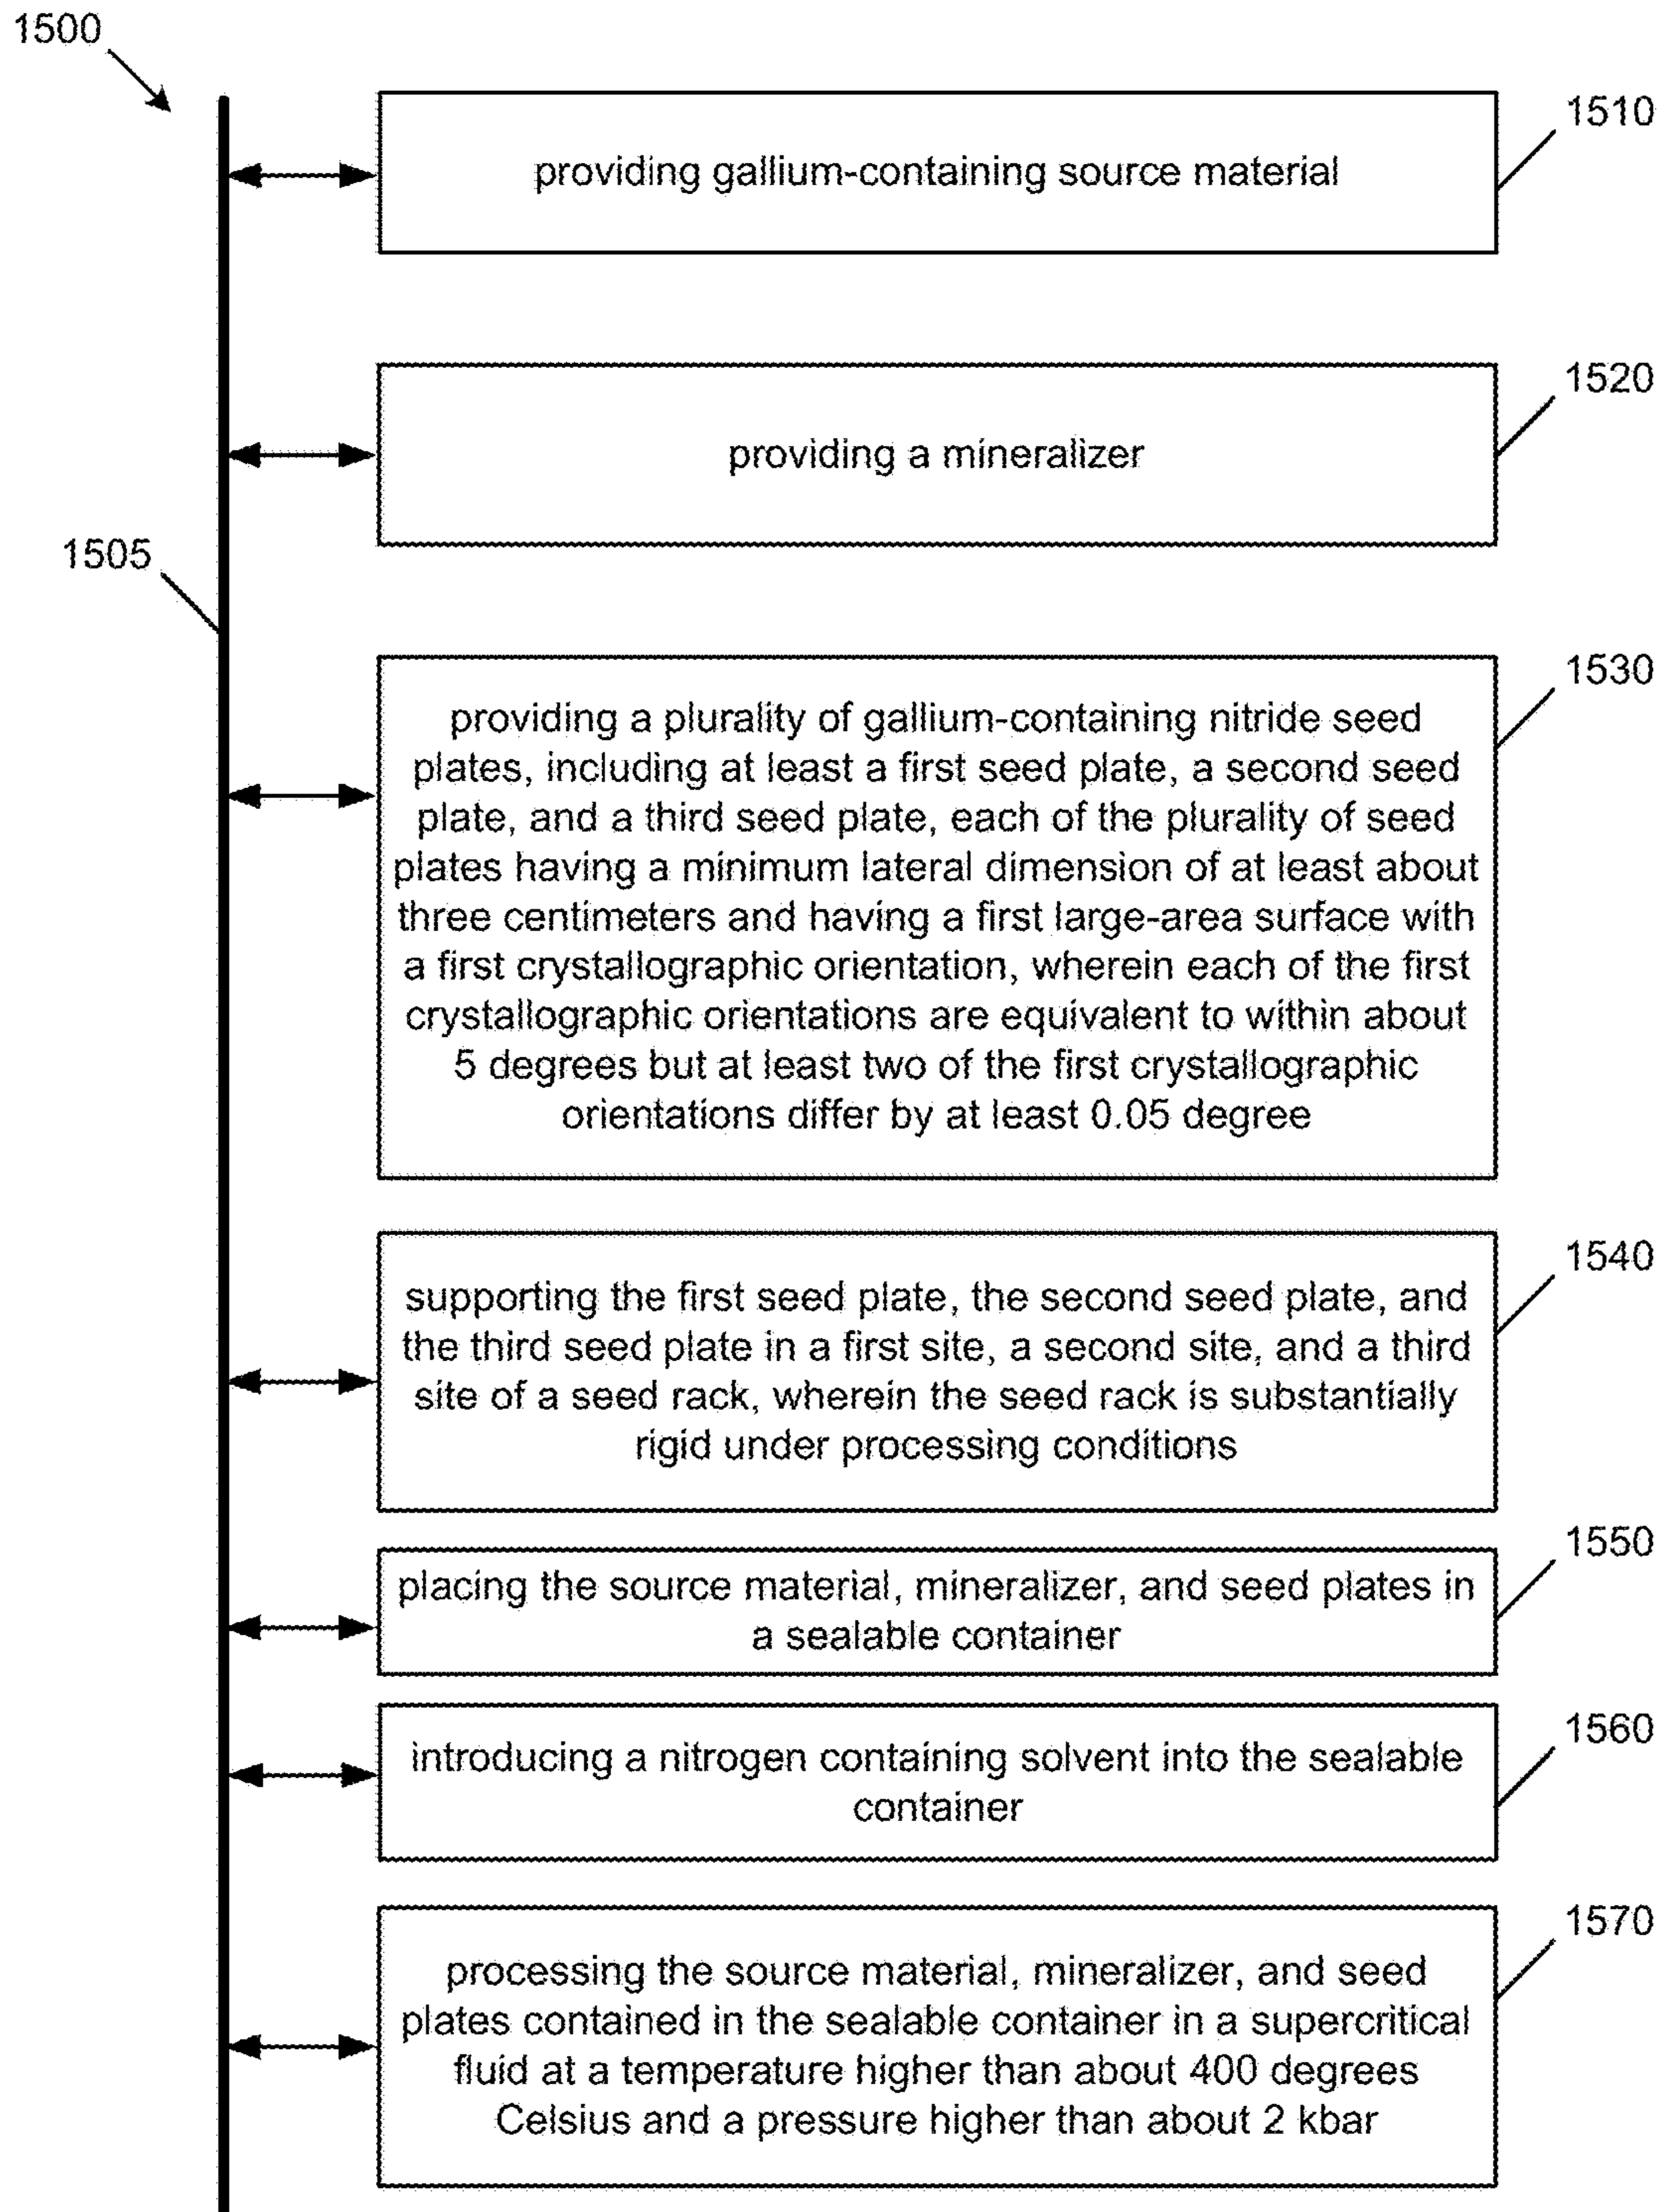 1500
1510
providing gallium-containing source material
1520
providing a mineralizer
1505
1530
providing a plurality of gallium-containing nitride seed
plates, including at least a first seed plate, a second seed
plate, and a third seed plate, each of the plurality of seed
plates having a minimum lateral dimension of at least about
three centimeters and having a first large-area surface with
a first crystallographic orientation, wherein each of the first
crystallographic orientations are equivalent to within about
5 degrees but at least two of the first crystallographic
orientations differ by at least 0.05 degree
1540
supporting the first seed plate, the second seed plate, and
the third seed plate in a first site, a second site, and a third
site of a seed rack, wherein the seed rack is substantially
rigid under processing conditions
1550
placing the source material, mineralizer, and seed plates in
a sealable container
1560
introducing a nitrogen containing solvent into the sealable
container
1570
processing the source material, mineralizer, and seed
plates contained in the sealable container in a supercritical
fluid at a temperature higher than about 400 degrees
Celsius and a pressure higher than about 2 kbar